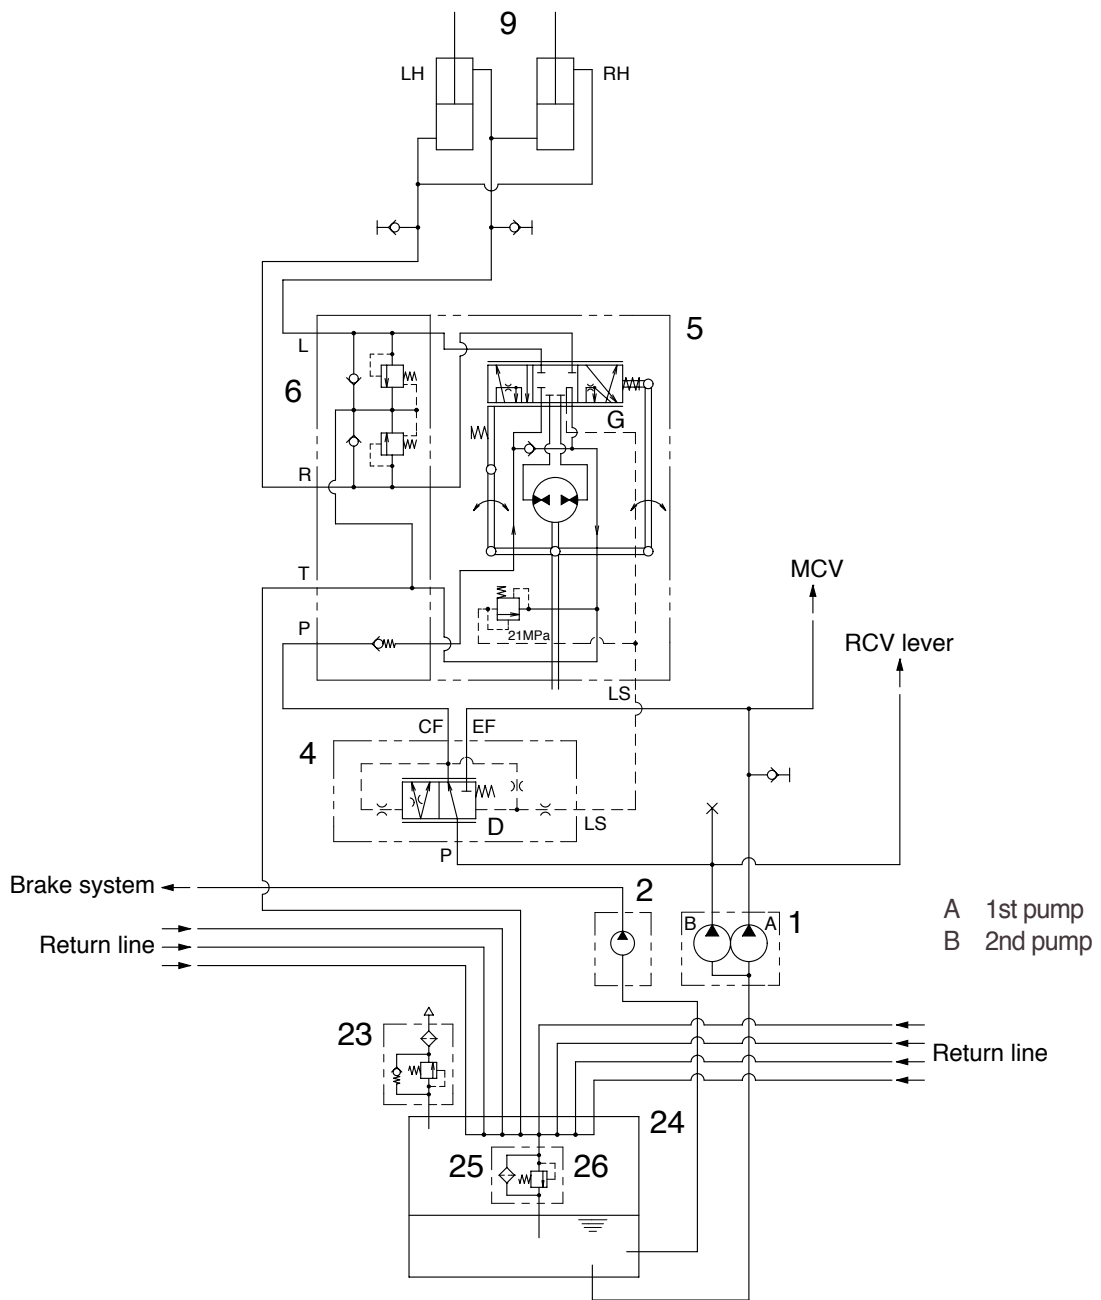 9
LH
RH
5
L
6
G
R
T
MCV
P
21MPa
RCV lever
LS
CF
EF
4
D
LS
P
Brake system
2
1
B
A
A 1st pump
B 2nd pump
Return line
23
Return line
24
25
26